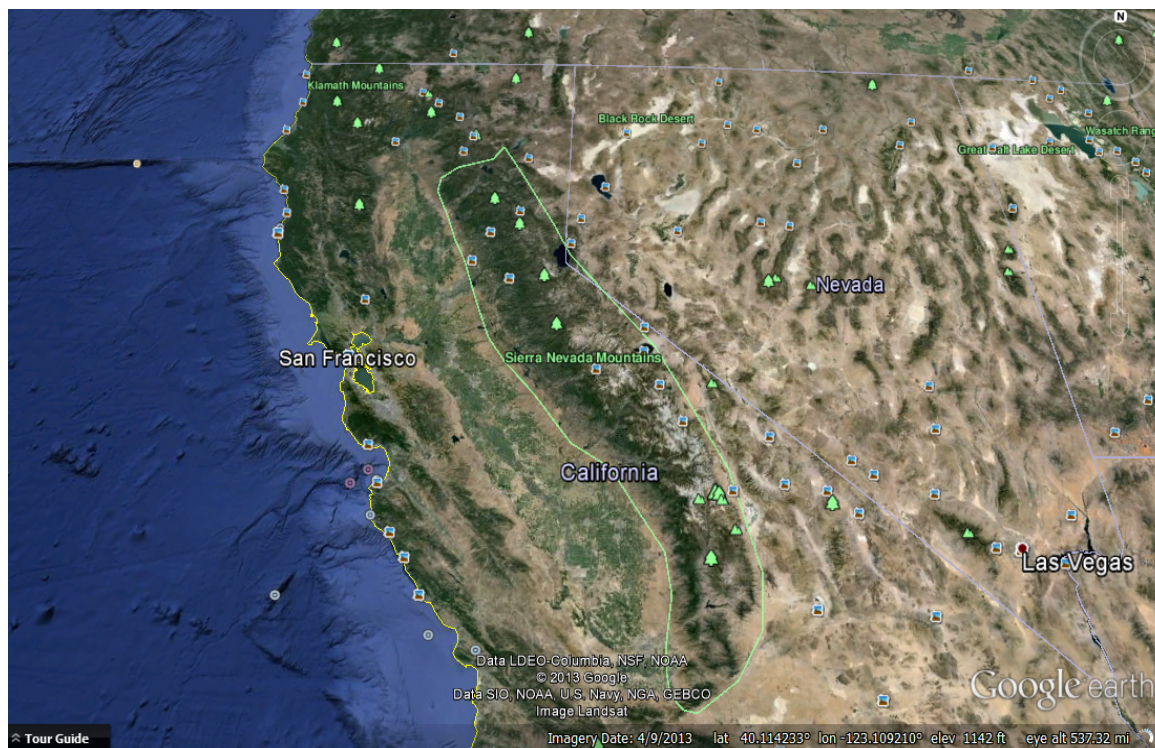 N
Klamath Mountains
Black Rock Desert
Wasatch Rang
Great Salt Lake Desert
Nevada
San Francisco
Sierra Nevada Mountains
California
Las Vegas
Data LDEO-Columbia, NSF, NOAA
© 2013 Google
Data SIO, NOAA, U.S. Navy, NGA, GEBCO
Image Landsat
Google earth
Tour Guide
Imagery Date: 4/9/2013 lat 40.114233° lon -123.109210° elev 1142 ft eye alt 537.32 mi